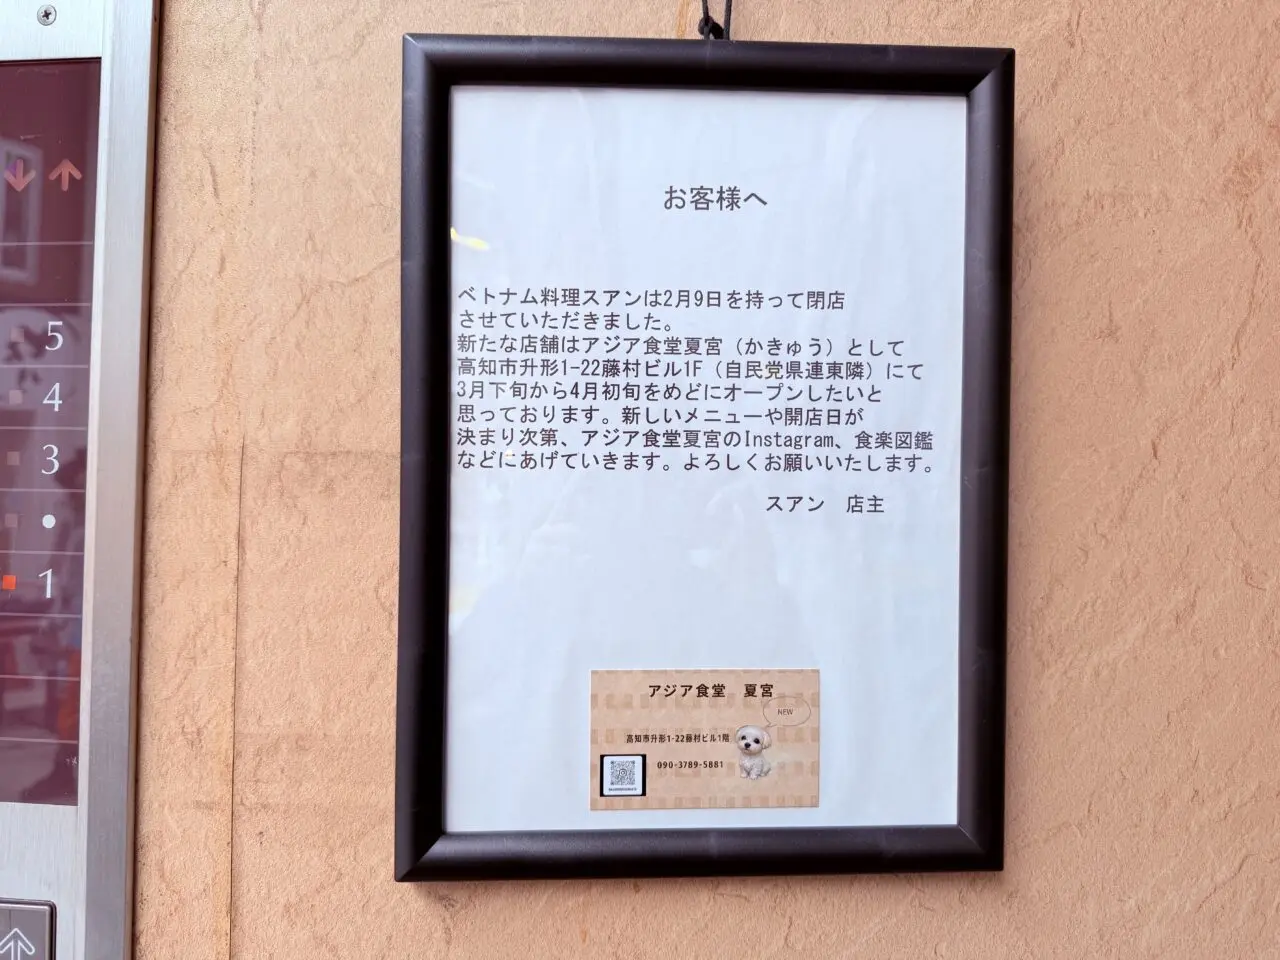 5
4
3
1
お客様へ
ベトナム料理スアンは2月9日を持って閉店
させていただきました。
新たな店舗はアジア食堂夏宮（かきゅう）として
高知市升形1-22藤村ビル1F（自民党県連東隣）にて
3月下旬から4月初旬をめどにオープンしたいと
思っております。新しいメニューや開店日が
決まり次第、アジア食堂夏宮のInstagram、食楽図鑑
などにあげていきます。よろしくお願いいたします。
スアン　店主
アジア食堂　夏宮
NEW
高知市升形1-22藤村ビル1階
090-3789-5881